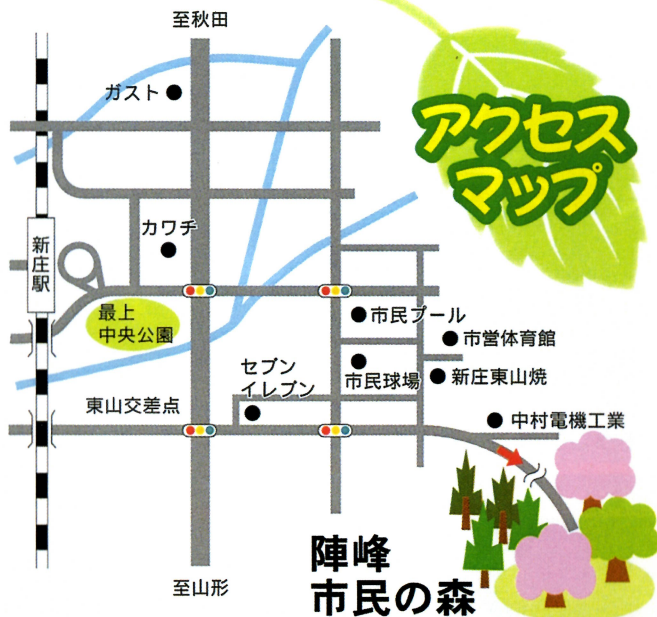 至秋田
ガスト
アクセス
マップ
カワチ
新庄駅
最上
中央公園
市民プール
市営体育館
セブン
イレブン
市民球場
新庄東山焼
東山交差点
中村電機工業
陣峰
市民の森
至山形